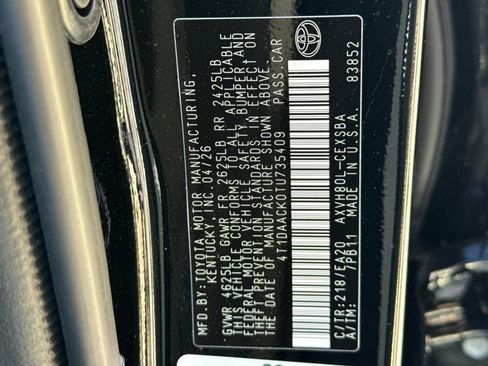 MFD.BY:TOYOTA MOTOR MANUFACTURING,
KENTUCKY, INC. 04/26
GVWR 4625LB GAWR FR 2625LB RR 2425LB
THIS VEHICLE CONFORMS TO ALL APPLICABLE
FEDERAL MOTOR VEHICLE SAFETY, BUMPER AND
THEFT PREVENTION STANDARDS IN EFFECT ON
THE DATE OF MANUFACTURE SHOWN ABOVE.
4T1DAACK0TU735409 PASS.CAR
C/TR:218/EA20 AXVH80L-CEXSBA
A/TM: 7PB11 MADE IN U.S.A. 83852